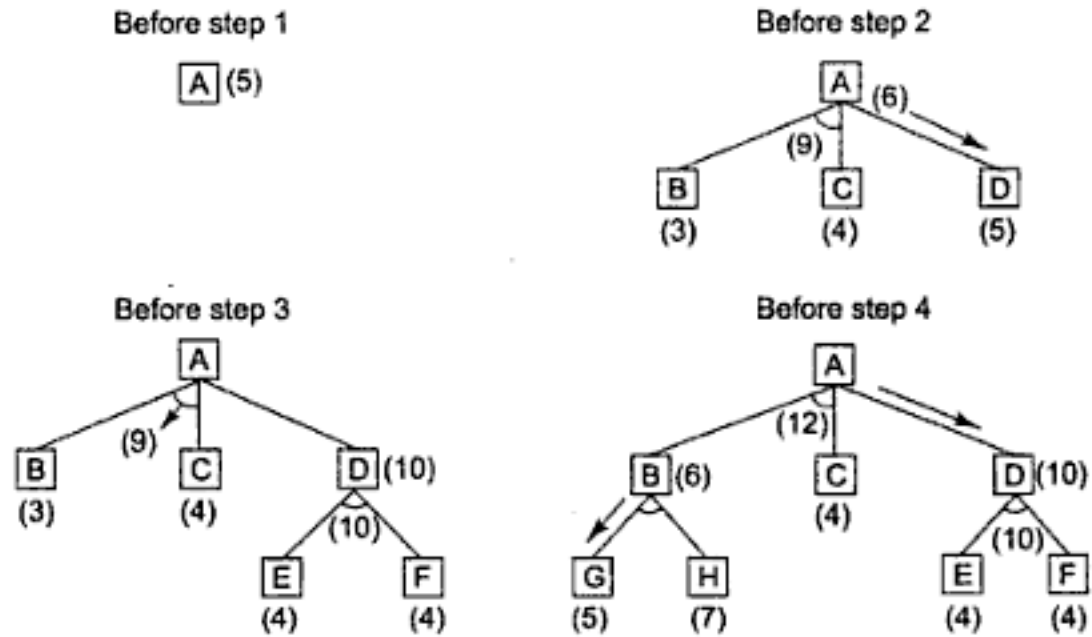 Before step 1
A (5)
Before step 2
A
(6)
(9)
B C D
(3) (4) (5)
Before step 3
A
(9)
B C D (10)
(3) (4) (10)
E F
(4) (4)
Before step 4
A
(12)
B (6) C D (10)
(4) (10)
G H E F
(5) (7) (4) (4)